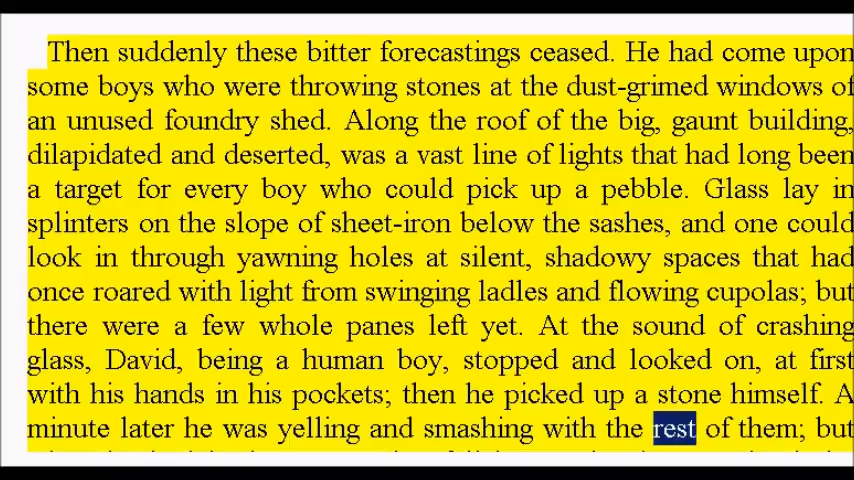 Then suddenly these bitter forecastings ceased. He had come upon
some boys who were throwing stones at the dust-grimed windows of
an unused foundry shed. Along the roof of the big, gaunt building,
dilapidated and deserted, was a vast line of lights that had long been
a target for every boy who could pick up a pebble. Glass lay in
splinters on the slope of sheet-iron below the sashes, and one could
look in through yawning holes at silent, shadowy spaces that had
once roared with light from swinging ladles and flowing cupolas; but
there were a few whole panes left yet. At the sound of crashing
glass, David, being a human boy, stopped and looked on, at first
with his hands in his pockets; then he picked up a stone himself. A
minute later he was yelling and smashing with the rest of them; but